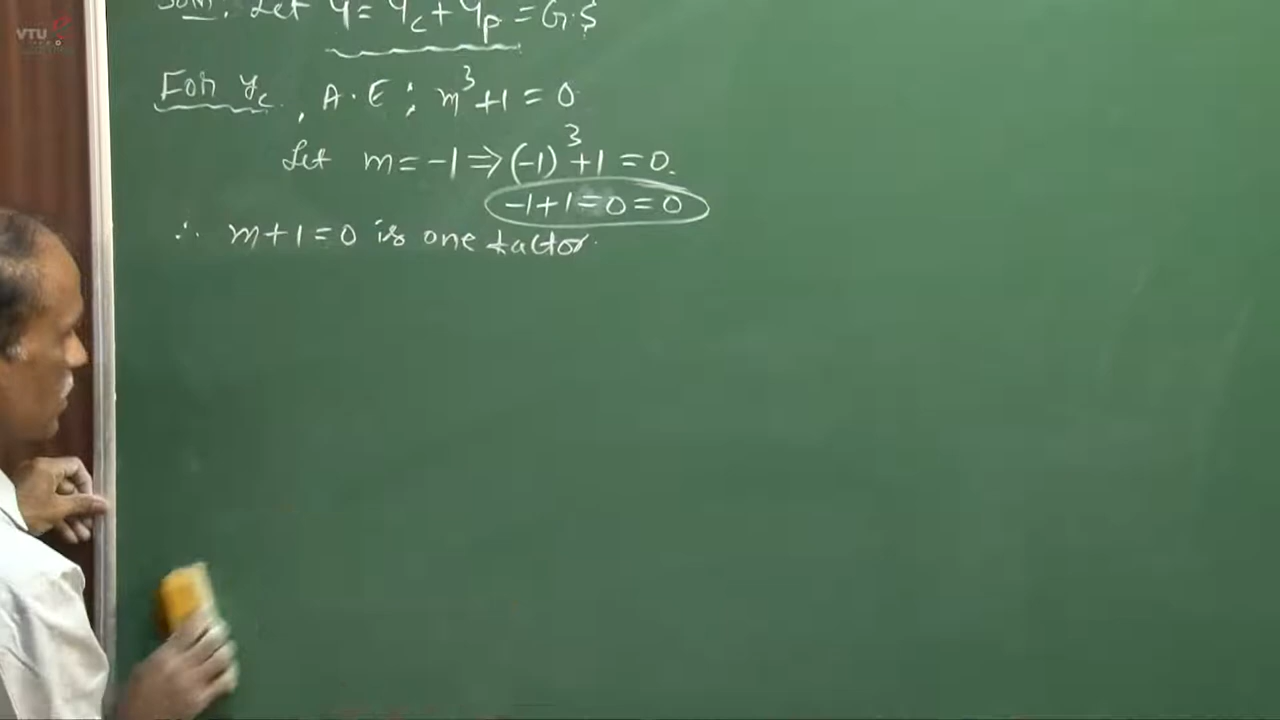 VTU
Soln. Let y = y_c + y_p = G.S
For y_c, A.E; m³+1 = 0
Let m = -1 ⇒ (-1)³+1 = 0.
-1+1=0=0
∴ m+1=0 is one factor.